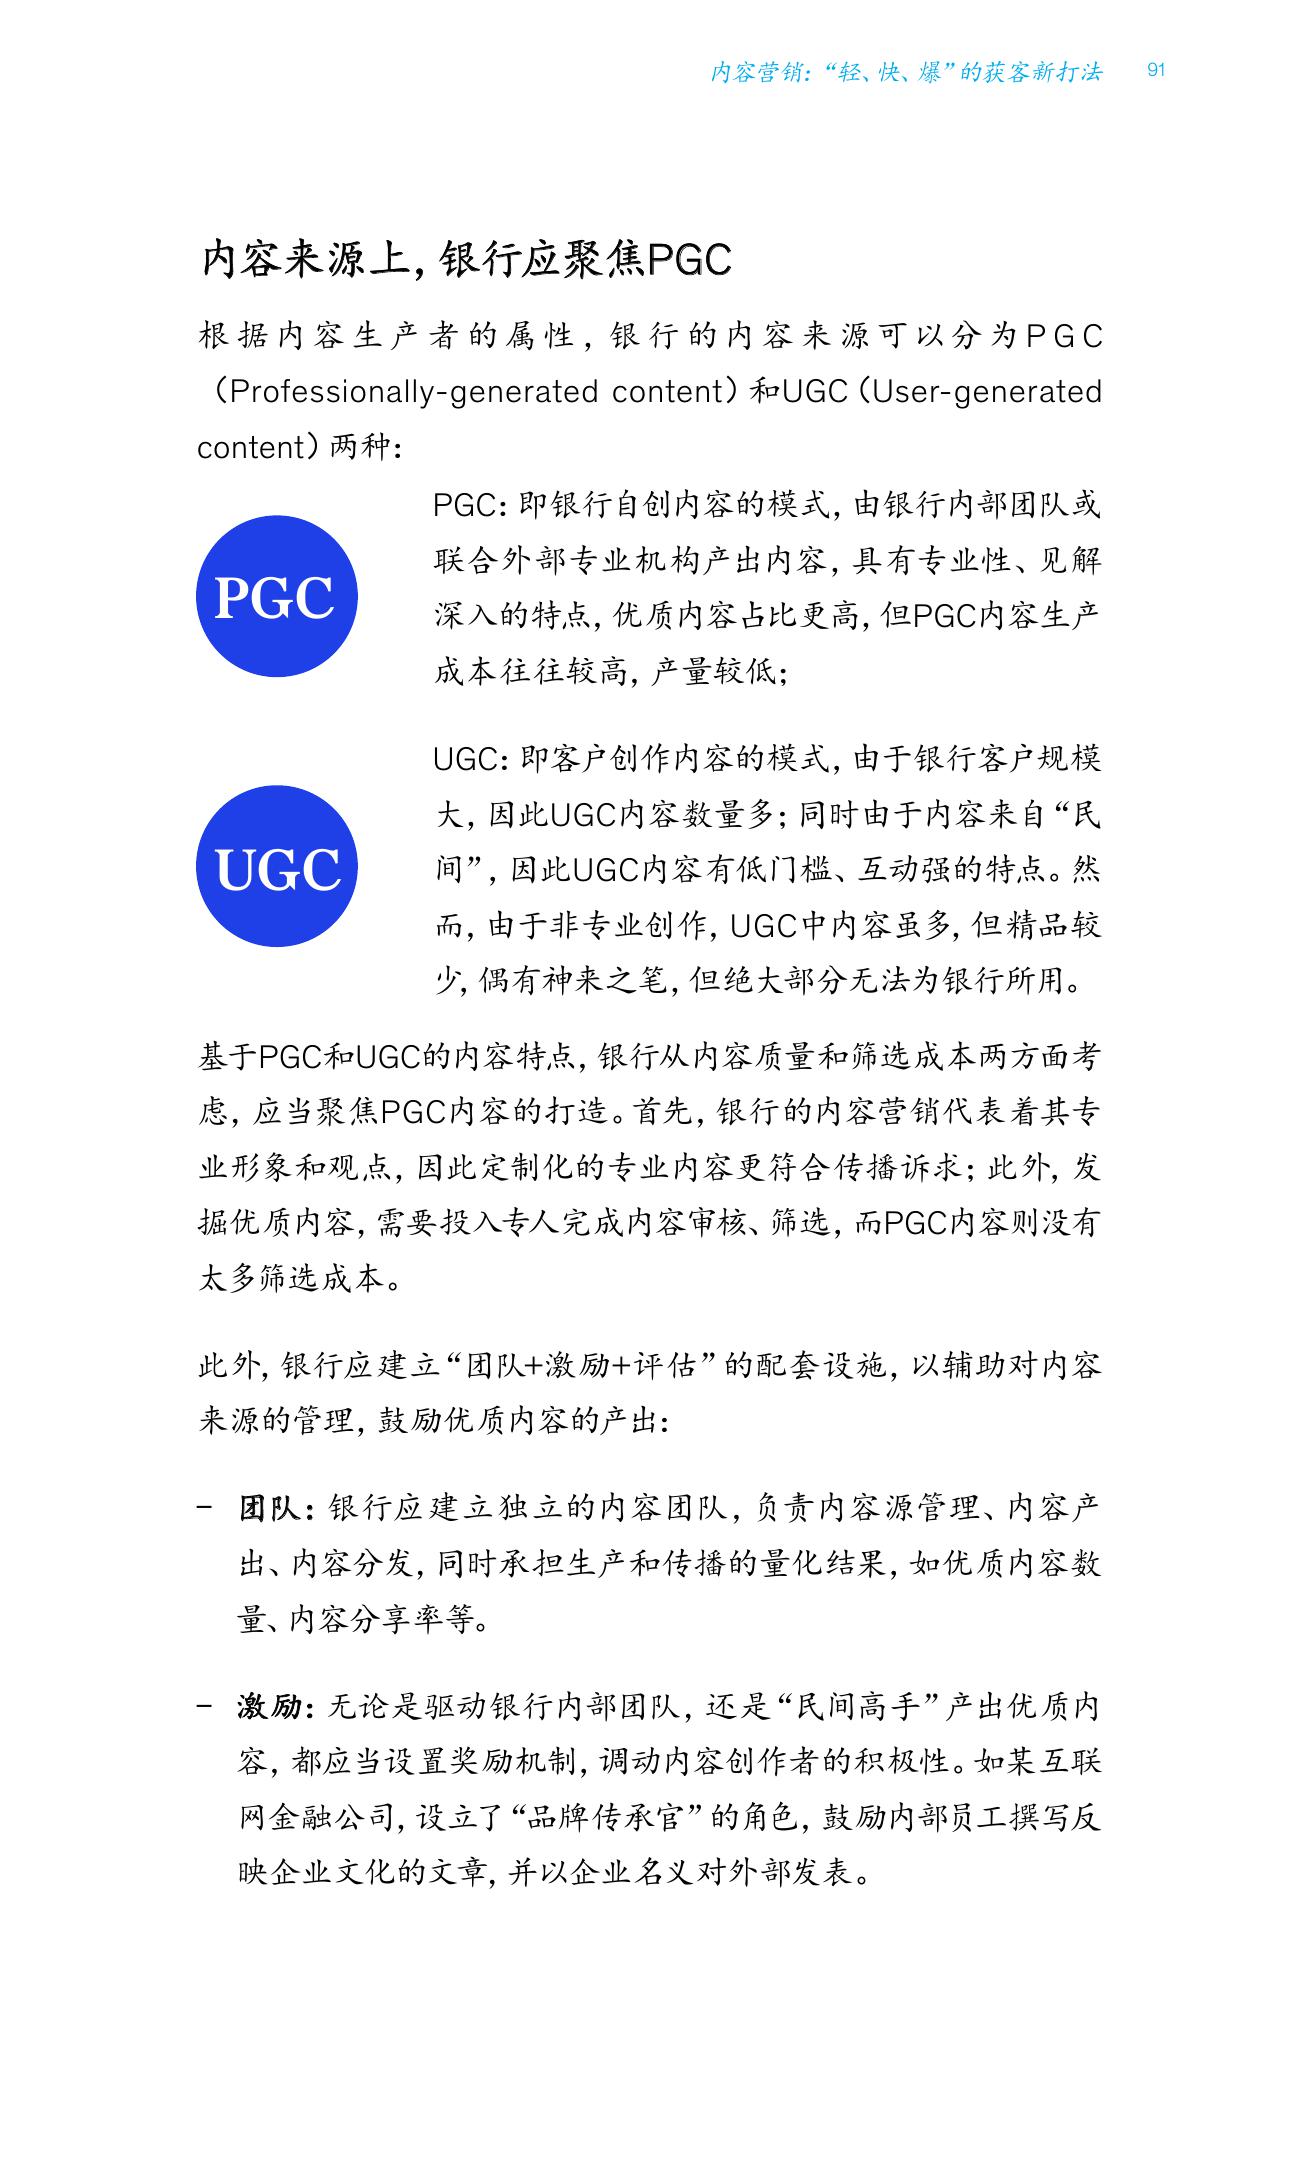 内容营销：“轻、快、爆”的获客新打法 91
内容来源上，银行应聚焦PGC
根据内容生产者的属性，银行的内容来源可以分为PGC
（Professionally-generated content）和UGC（User-generated
content）两种：
PGC
PGC：即银行自创内容的模式，由银行内部团队或
联合外部专业机构产出内容，具有专业性、见解
深入的特点，优质内容占比更高，但PGC内容生产
成本往往较高，产量较低；
UGC
UGC：即客户创作内容的模式，由于银行客户规模
大，因此UGC内容数量多；同时由于内容来自“民
间”，因此UGC内容有低门槛、互动强的特点。然
而，由于非专业创作，UGC中内容虽多，但精品较
少，偶有神来之笔，但绝大部分无法为银行所用。
基于PGC和UGC的内容特点，银行从内容质量和筛选成本两方面考
虑，应当聚焦PGC内容的打造。首先，银行的内容营销代表着其专
业形象和观点，因此定制化的专业内容更符合传播诉求；此外，发
掘优质内容，需要投入专人完成内容审核、筛选，而PGC内容则没有
太多筛选成本。
此外，银行应建立“团队+激励+评估”的配套设施，以辅助对内容
来源的管理，鼓励优质内容的产出：
– 团队：银行应建立独立的内容团队，负责内容源管理、内容产
出、内容分发，同时承担生产和传播的量化结果，如优质内容数
量、内容分享率等。
– 激励：无论是驱动银行内部团队，还是“民间高手”产出优质内
容，都应当设置奖励机制，调动内容创作者的积极性。如某互联
网金融公司，设立了“品牌传承官”的角色，鼓励内部员工撰写反
映企业文化的文章，并以企业名义对外部发表。